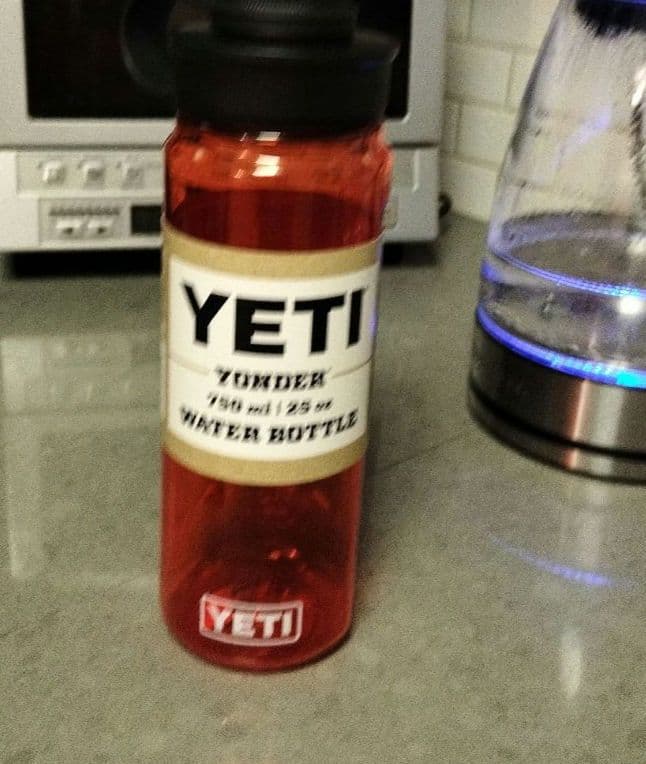 YETI
YONDER
750 ml | 25 oz
WATER BOTTLE
YETI